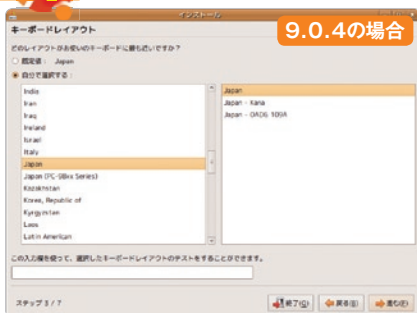 インストール
9.0.4の場合
キーボードレイアウト
どのレイアウトがお使いのキーボードに最も近いですか？
既定値： Japan
自分で選択する：
India
Iran
Iraq
Ireland
Israel
Italy
Japan
Japan (PC-98xx Series)
Kazakhstan
Korea, Republic of
Kyrgyzstan
Laos
Latin American
Japan
Japan - Kana
Japan - OADG 109A
この入力欄を使って、選択したキーボードレイアウトのテストをすることができます。
ステップ 3 / 7
終了(Q)
戻る(B)
進む(F)